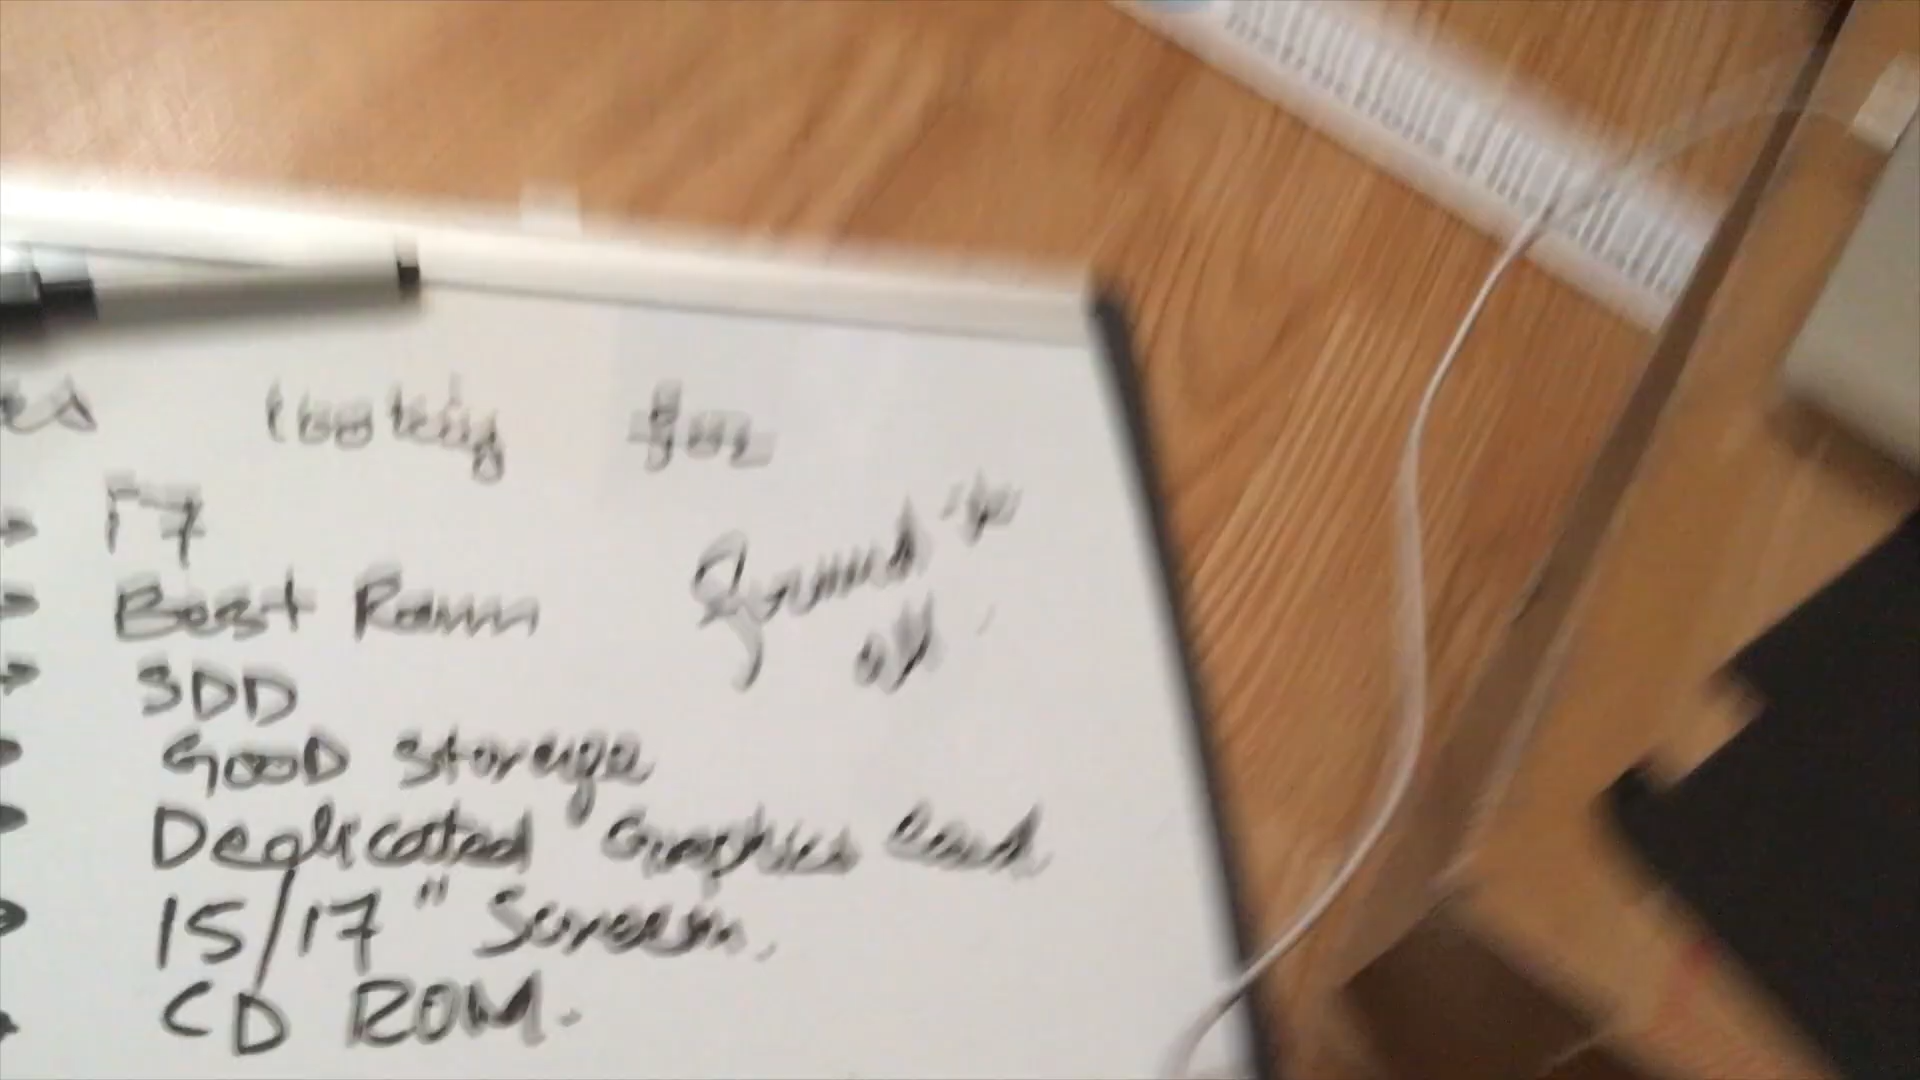 looking for
i7
Best Ram
SDD
GOOD Storage
Dedicated Graphics Card
15/17" Screen.
CD ROM.